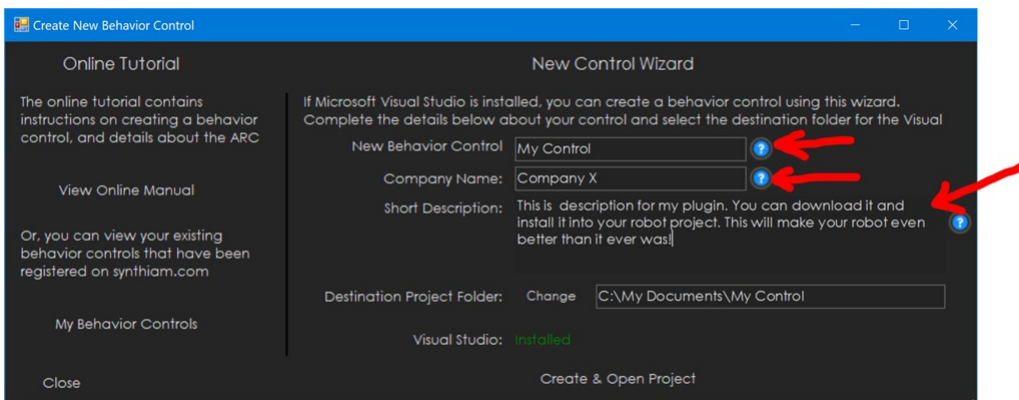 Create New Behavior Control
Online Tutorial
The online tutorial contains
instructions on creating a behavior
control, and details about the ARC
View Online Manual
Or, you can view your existing
behavior controls that have been
registered on synthiam.com
My Behavior Controls
Close
New Control Wizard
If Microsoft Visual Studio is installed, you can create a behavior control using this wizard.
Complete the details below about your control and select the destination folder for the Visual
New Behavior Control My Control ?
Company Name: Company X ?
Short Description: This is description for my plugin. You can download it and
install it into your robot project. This will make your robot even ?
better than it ever was!
Destination Project Folder: Change C:\My Documents\My Control
Visual Studio: Installed
Create & Open Project